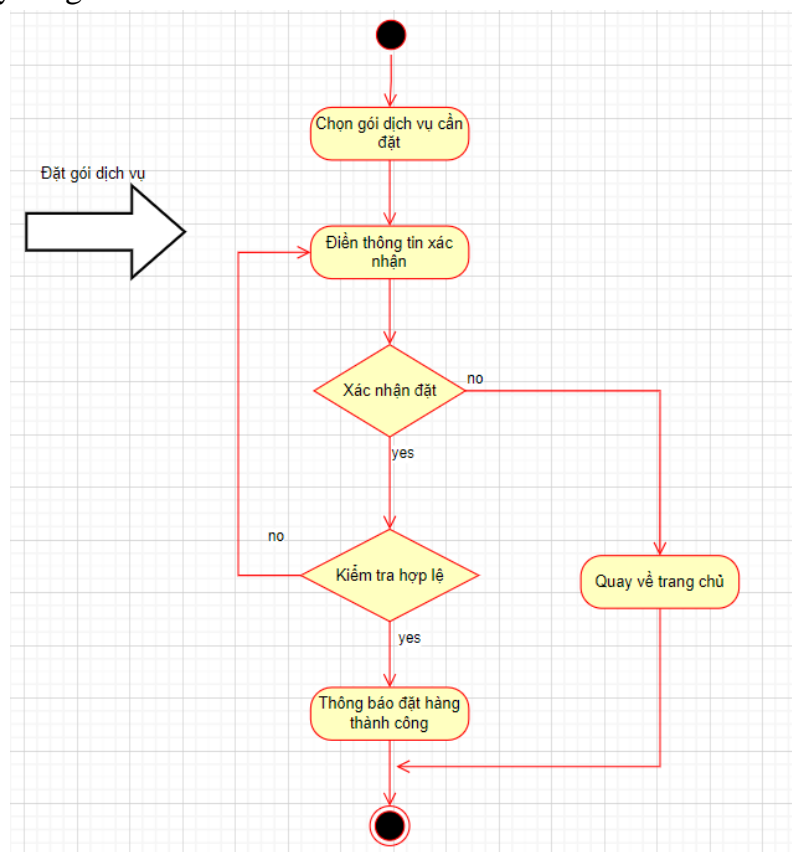 Chọn gói dịch vụ cần
đặt
Đặt gói dịch vụ
Điền thông tin xác
nhận
Xác nhận đặt
no
yes
no
Kiểm tra hợp lệ
Quay về trang chủ
yes
Thông báo đặt hàng
thành công